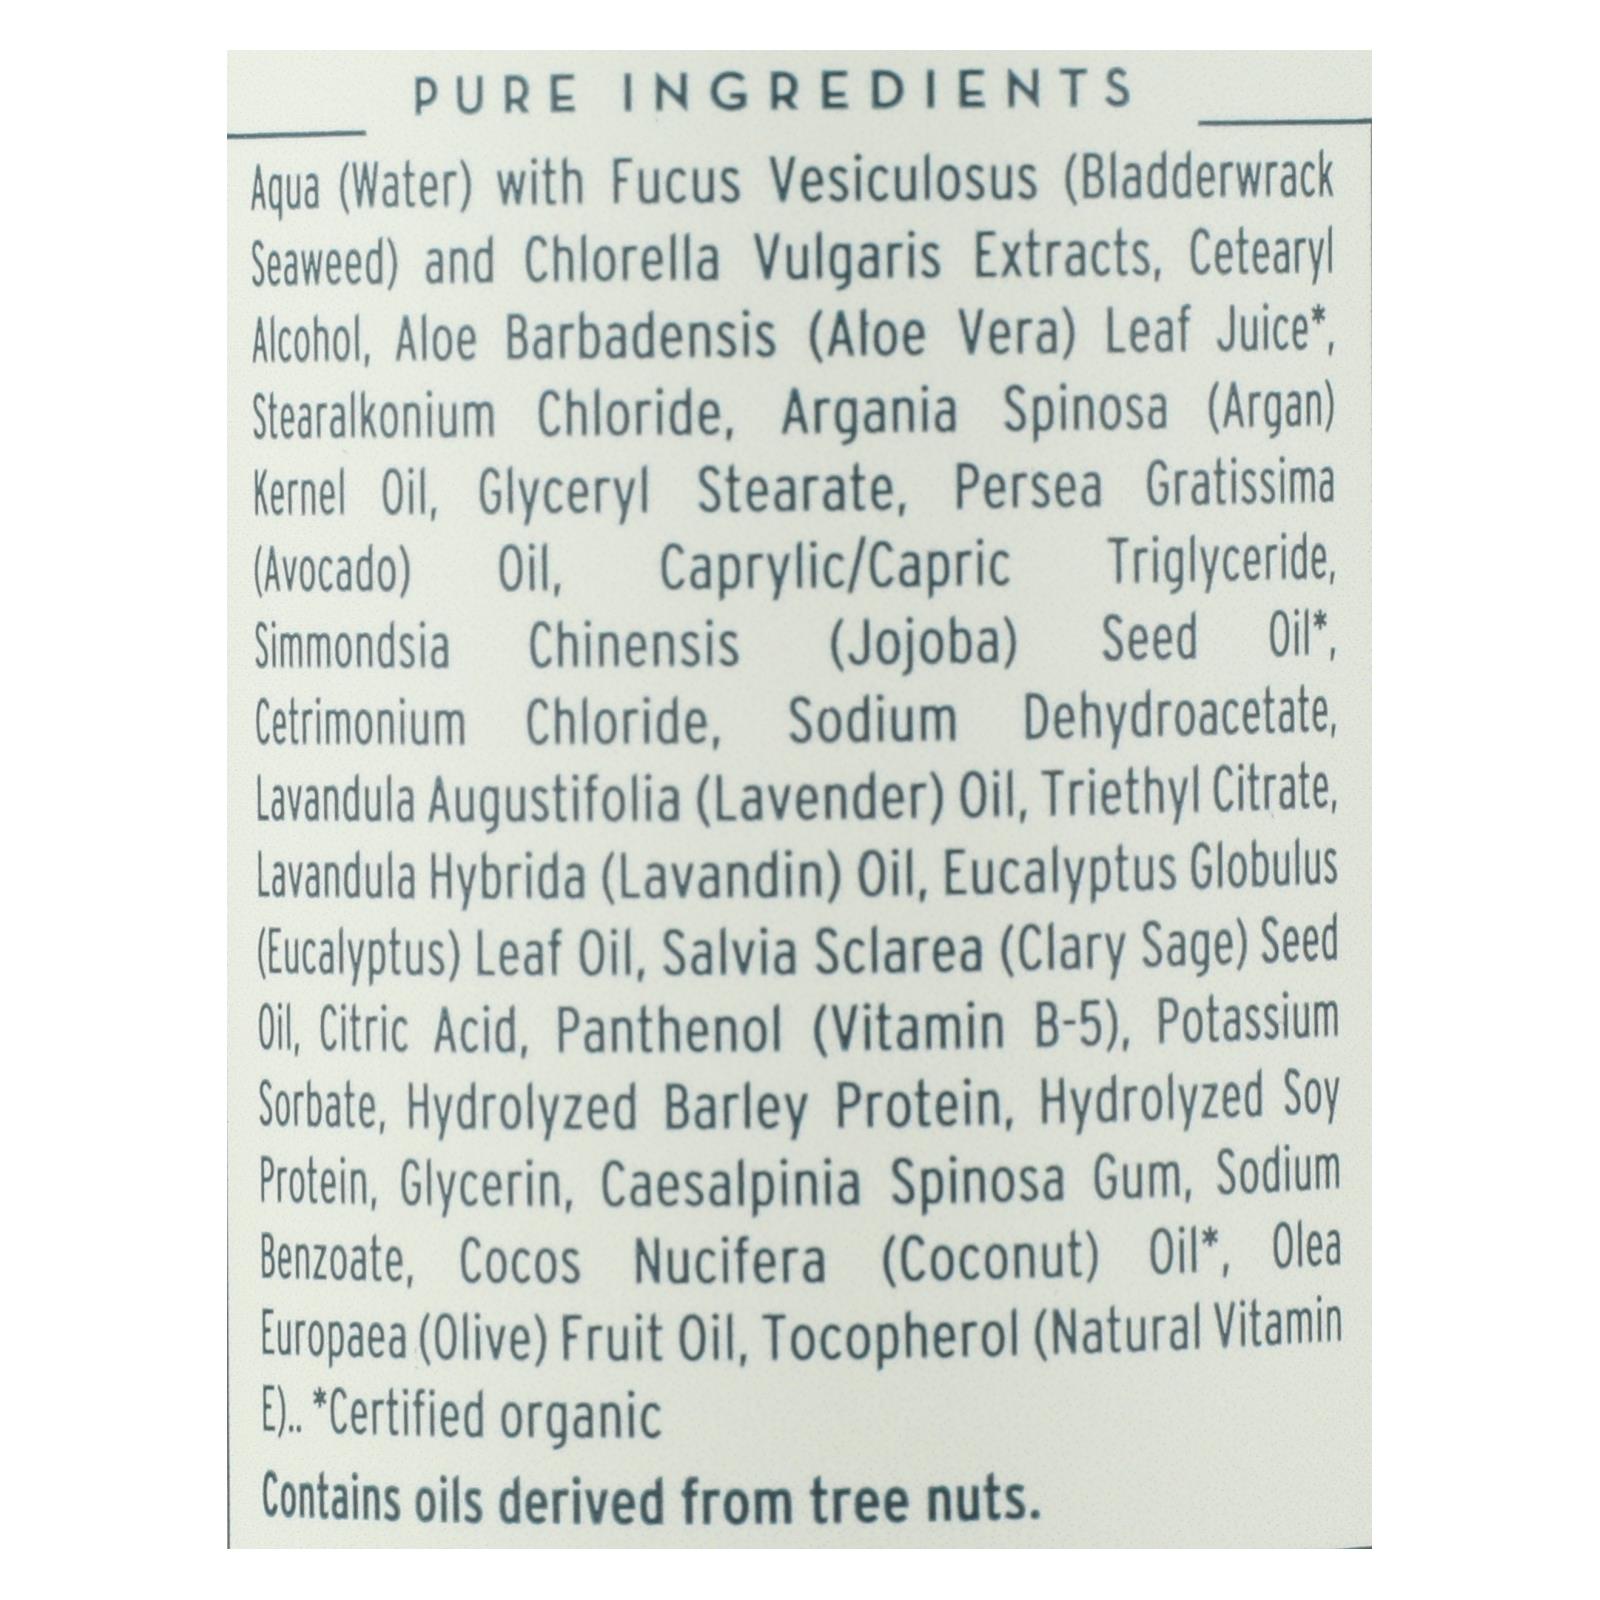 PURE INGREDIENTS
Aqua (Water) with Fucus Vesiculosus (Bladderwrack
Seaweed) and Chlorella Vulgaris Extracts, Cetearyl
Alcohol, Aloe Barbadensis (Aloe Vera) Leaf Juice*,
Stearalkonium Chloride, Argania Spinosa (Argan)
Kernel Oil, Glyceryl Stearate, Persea Gratissima
(Avocado) Oil, Caprylic/Capric Triglyceride,
Simmondsia Chinensis (Jojoba) Seed Oil*,
Cetrimonium Chloride, Sodium Dehydroacetate,
Lavandula Augustifolia (Lavender) Oil, Triethyl Citrate,
Lavandula Hybrida (Lavandin) Oil, Eucalyptus Globulus
(Eucalyptus) Leaf Oil, Salvia Sclarea (Clary Sage) Seed
Oil, Citric Acid, Panthenol (Vitamin B-5), Potassium
Sorbate, Hydrolyzed Barley Protein, Hydrolyzed Soy
Protein, Glycerin, Caesalpinia Spinosa Gum, Sodium
Benzoate, Cocos Nucifera (Coconut) Oil*, Olea
Europaea (Olive) Fruit Oil, Tocopherol (Natural Vitamin
E).. *Certified organic
Contains oils derived from tree nuts.